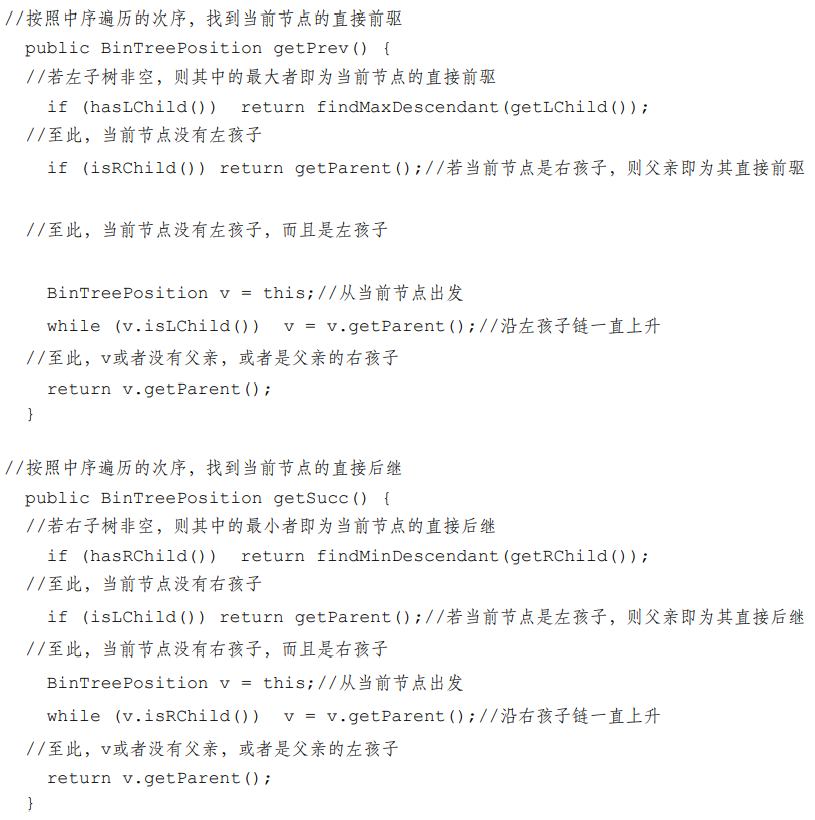 //按照中序遍历的次序，找到当前节点的直接前驱
public BinTreePosition getPrev() {
//若左子树非空，则其中的最大者即为当前节点的直接前驱
if (hasLChild())  return findMaxDescendant(getLChild());
//至此，当前节点没有左孩子
if (isRChild()) return getParent();//若当前节点是右孩子，则父亲即为其直接前驱
//至此，当前节点没有左孩子，而且是左孩子
BinTreePosition v = this;//从当前节点出发
while (v.isLChild())  v = v.getParent();//沿左孩子链一直上升
//至此，v或者没有父亲，或者是父亲的右孩子
return v.getParent();
}
//按照中序遍历的次序，找到当前节点的直接后继
public BinTreePosition getSucc() {
//若右子树非空，则其中的最小者即为当前节点的直接后继
if (hasRChild())  return findMinDescendant(getRChild());
//至此，当前节点没有右孩子
if (isLChild()) return getParent();//若当前节点是左孩子，则父亲即为其直接后继
//至此，当前节点没有右孩子，而且是右孩子
BinTreePosition v = this;//从当前节点出发
while (v.isRChild())  v = v.getParent();//沿右孩子链一直上升
//至此，v或者没有父亲，或者是父亲的左孩子
return v.getParent();
}